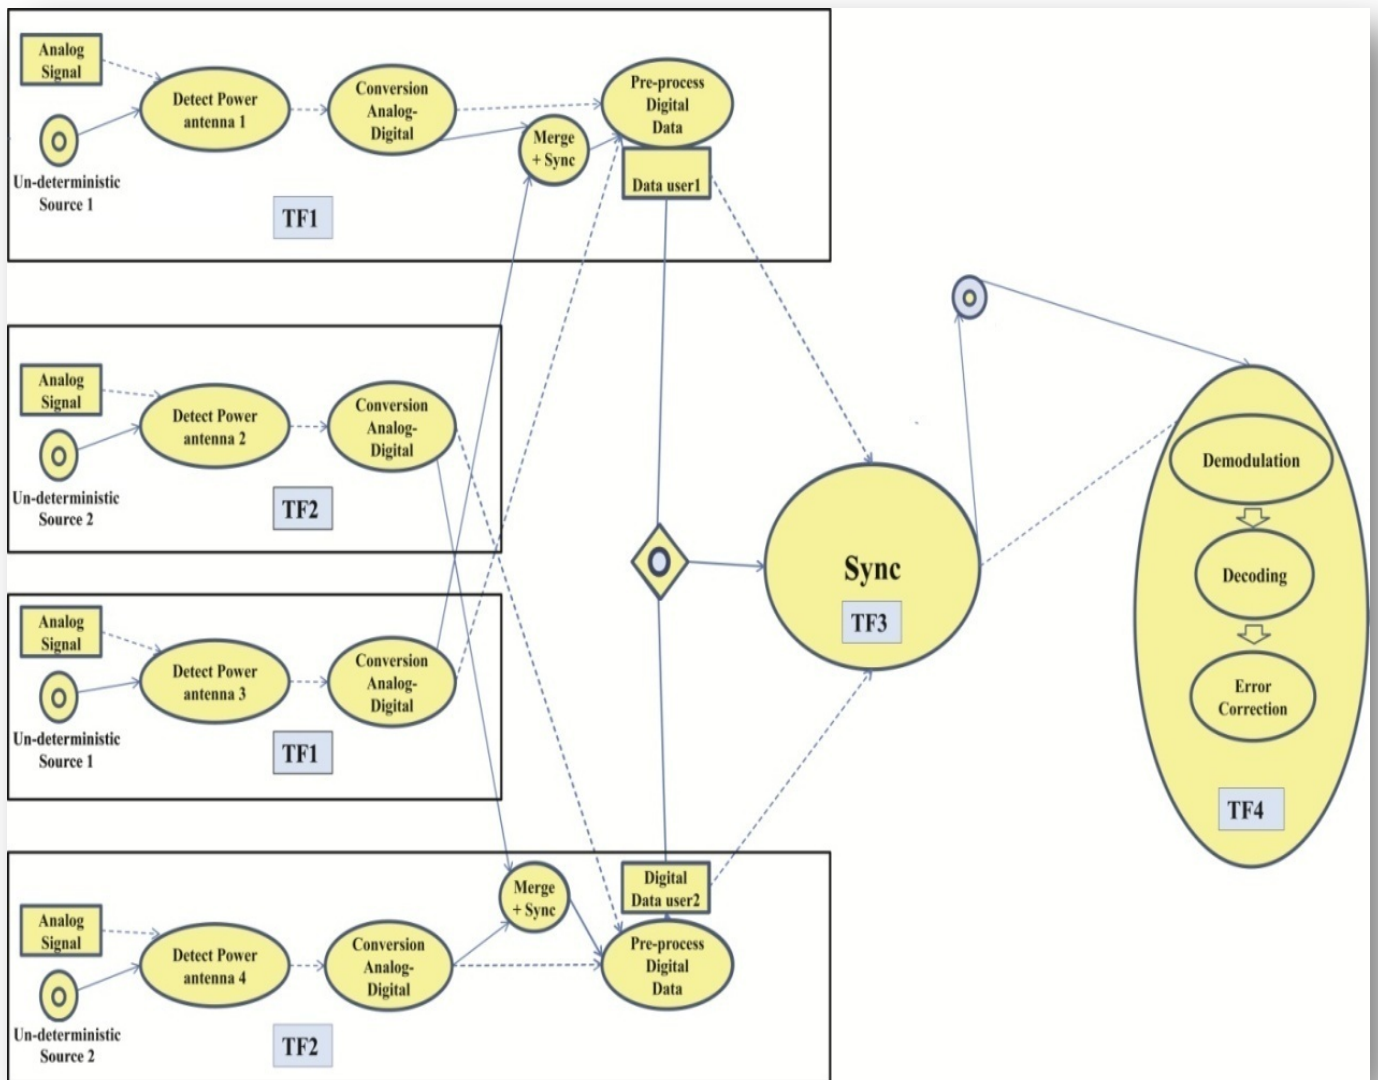 Analog
Signal
Detect Power
antenna 1
Conversion
Analog-
Digital
Pre-process
Digital
Data
Merge
+ Sync
Data user1
Un-deterministic
Source 1
TF1
Analog
Signal
Detect Power
antenna 2
Conversion
Analog-
Digital
Un-deterministic
Source 2
TF2
Analog
Signal
Detect Power
antenna 3
Conversion
Analog-
Digital
Un-deterministic
Source 1
TF1
Analog
Signal
Detect Power
antenna 4
Conversion
Analog-
Digital
Merge
+ Sync
Digital
Data user2
Pre-process
Digital
Data
Un-deterministic
Source 2
TF2
Sync
TF3
Demodulation
Decoding
Error
Correction
TF4